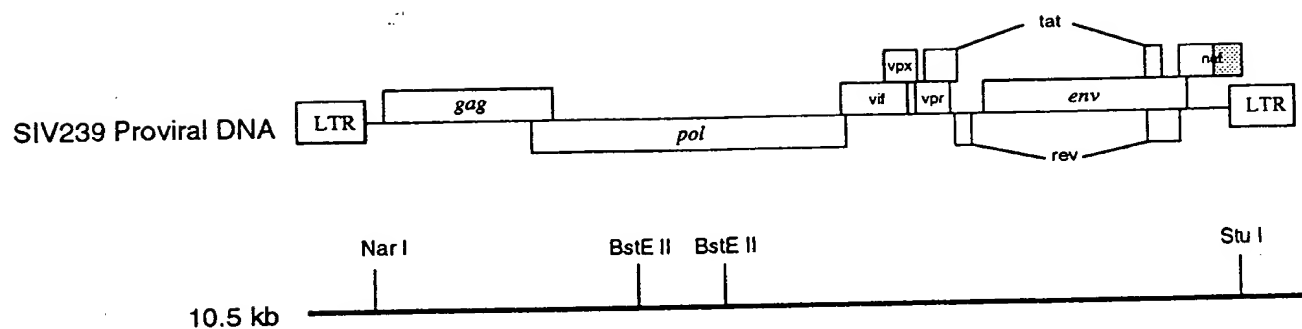 tat
vpx
nef
LTR
gag
vif
vpr
env
LTR
SIV239 Proviral DNA
pol
rev
Nar I
BstE II
BstE II
Stu I
10.5 kb